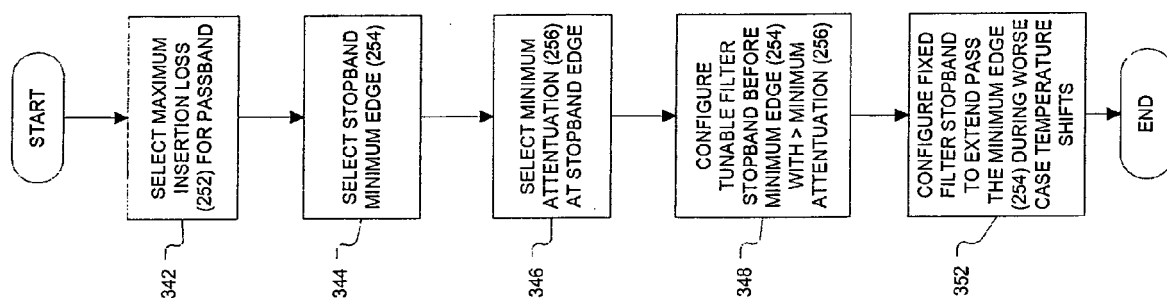 START
SELECT MAXIMUM
INSERTION LOSS
(252) FOR PASSBAND
342
SELECT STOPBAND
MINIMUM EDGE (254)
344
SELECT MINIMUM
ATTENTUATION (256)
AT STOPBAND EDGE
346
CONFIGURE
TUNABLE FILTER
STOPBAND BEFORE
MINIMUM EDGE (254)
WITH > MINIMUM
ATTENTUATION (256)
348
CONFIGURE FIXED
FILTER STOPBAND
TO EXTEND PASS
THE MINIMUM EDGE
(254) DURING WORSE
CASE TEMPERATURE
SHIFTS
352
END